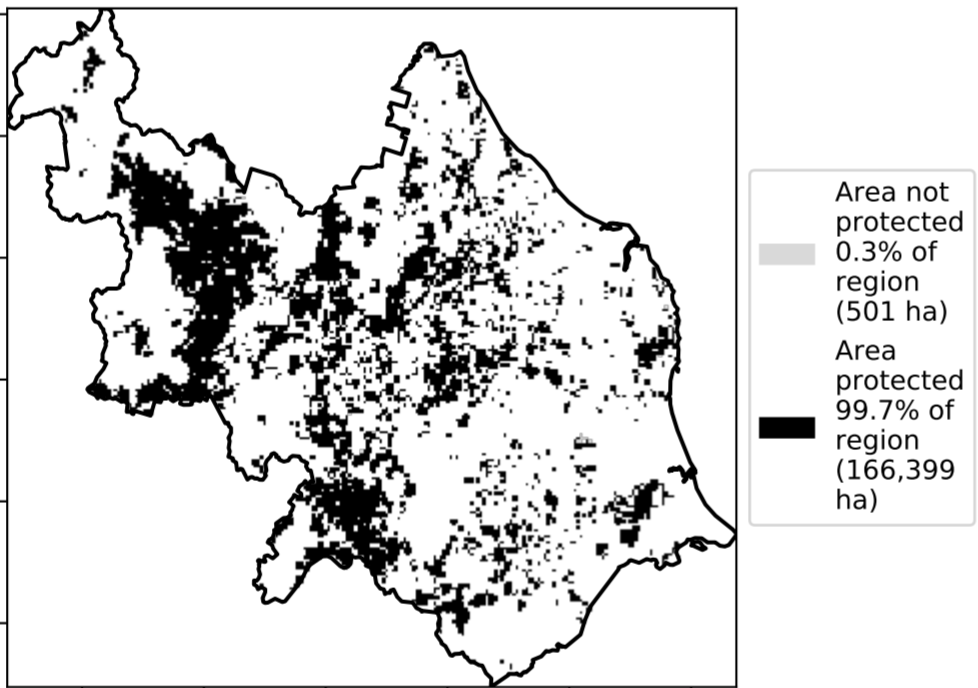 Area not
protected
0.3% of
region
(501 ha)
Area
protected
99.7% of
region
(166,399
ha)